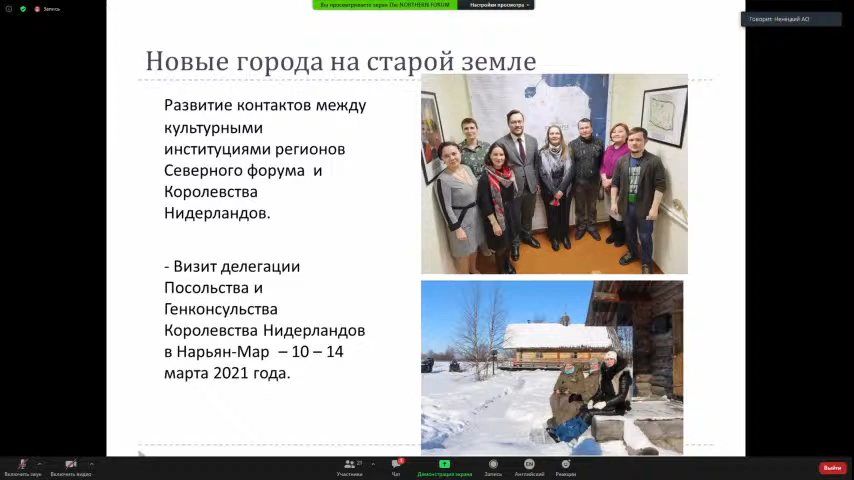 Запись
Вы просматриваете экран Die NORTHERN FORUM
Настройки просмотра
Говорит: Ненецкий АО
Новые города на старой земле
Развитие контактов между
культурными
институциями регионов
Северного форума и
Королевства
Нидерландов.
- Визит делегации
Посольства и
Генконсульства
Королевства Нидерландов
в Нарьян-Мар – 10 – 14
марта 2021 года.
Включить звук
Включить видео
Участники
27
Чат
Демонстрация экрана
Запись
Английский
Реакции
Выйти